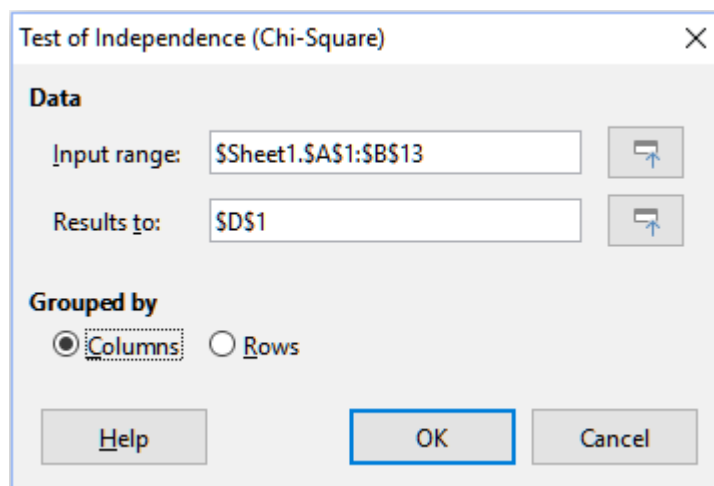 Test of Independence (Chi-Square)
Data
Input range: $Sheet1.$A$1:$B$13
Results to: $D$1
Grouped by
Columns Rows
Help OK Cancel